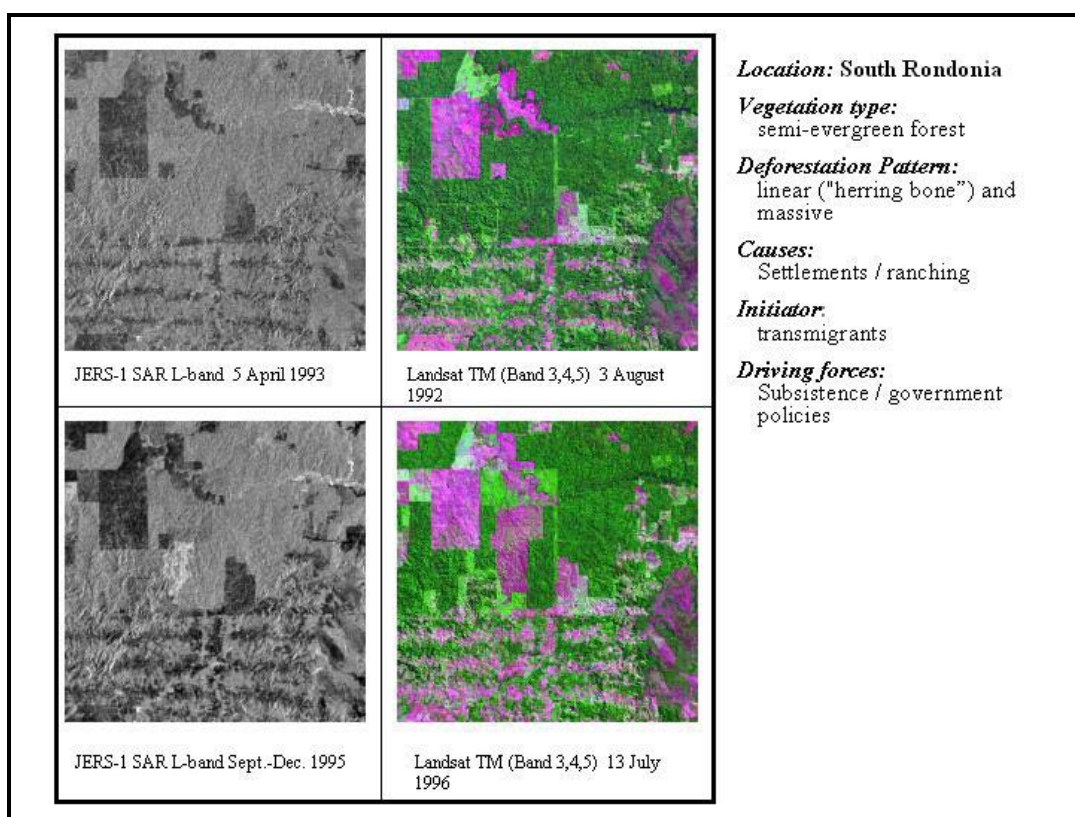 JERS-1 SAR L-band 5 April 1993
Landsat TM (Band 3,4,5) 3 August
1992
JERS-1 SAR L-band Sept.-Dec. 1995
Landsat TM (Band 3,4,5) 13 July
1996
Location: South Rondonia
Vegetation type:
semi-evergreen forest
Deforestation Pattern:
linear ("herring bone”) and
massive
Causes:
Settlements / ranching
Initiator:
transmigrants
Driving forces:
Subsistence / government
policies